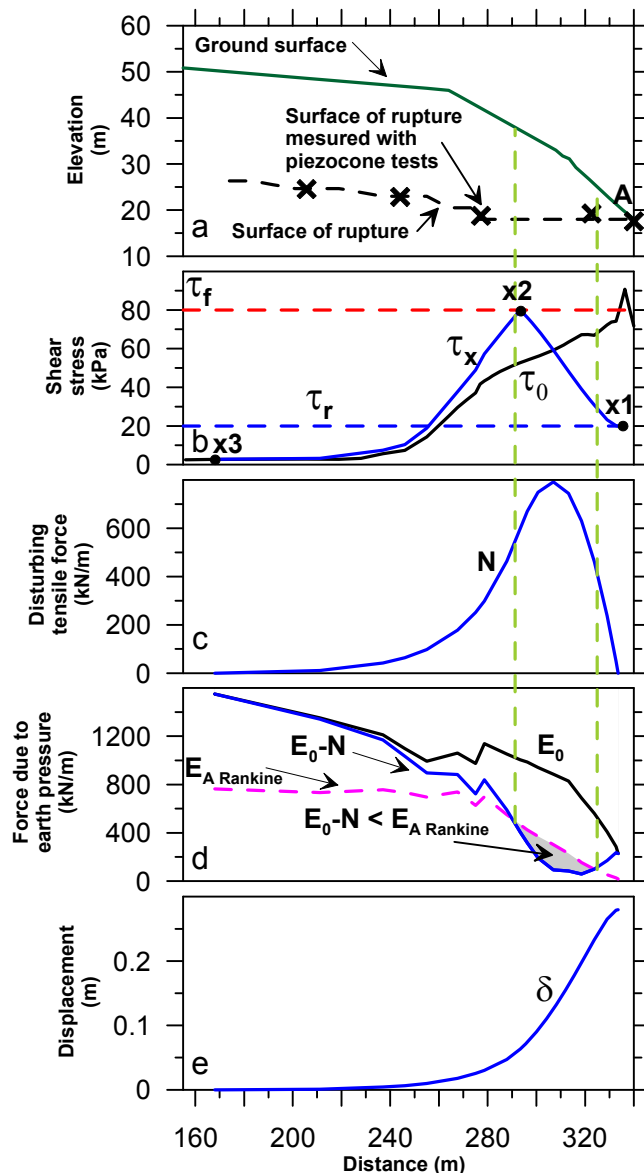 60
50
40
30
20
10
Elevation
(m)
Ground surface
Surface of rupture
mesured with
piezocone tests
Surface of rupture
A
a
80
60
40
20
0
Shear
stress
(kPa)
τf
x2
τx
τ0
τr
x1
b
x3
600
400
200
0
Disturbing
tensile force
(kN/m)
N
c
1200
800
400
0
Force due to
earth pressure
(kN/m)
E0-N
E0
EA Rankine
E0-N < EA Rankine
d
0.2
0.1
0
Displacement
(m)
δ
e
160 200 240 280 320
Distance (m)